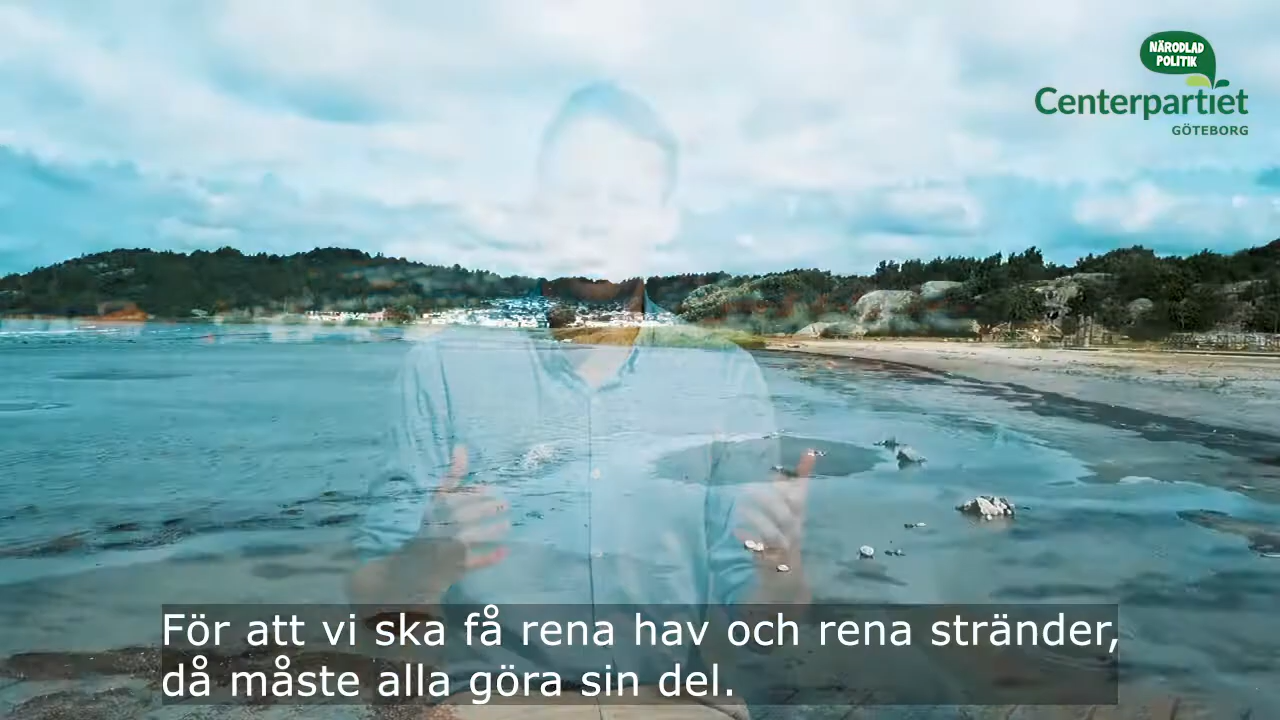 NÄRODLAD
POLITIK
Centerpartiet
GÖTEBORG
För att vi ska få rena hav och rena stränder,
då måste alla göra sin del.